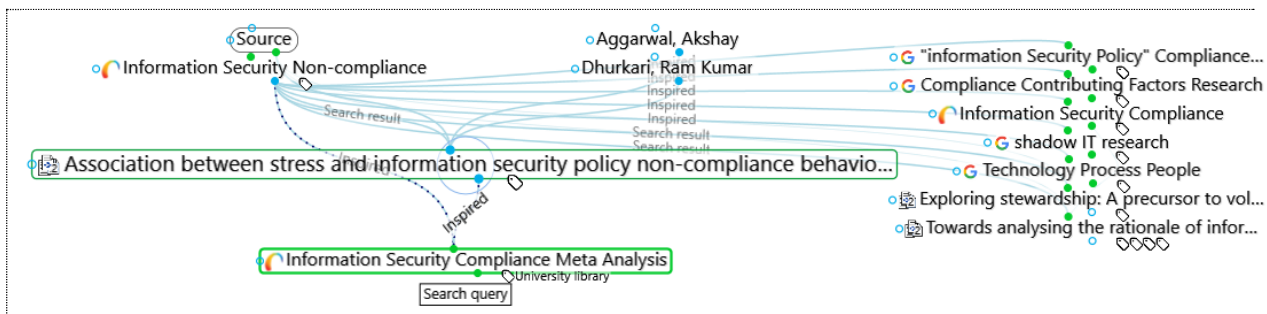 Source
Aggarwal, Akshay
Information Security Non-compliance
Dhurkari, Ram Kumar
"information Security Policy" Compliance...
Inspired
Inspired
Compliance Contributing Factors Research
Inspired
Inspired
Search result
Information Security Compliance
Inspired
Search result
shadow IT research
Search result
Inspired
Association between stress and information security policy non-compliance behavio...
Technology Process People
Exploring stewardship: A precursor to vol...
Inspired
Towards analysing the rationale of infor...
Information Security Compliance Meta Analysis
University library
Search query